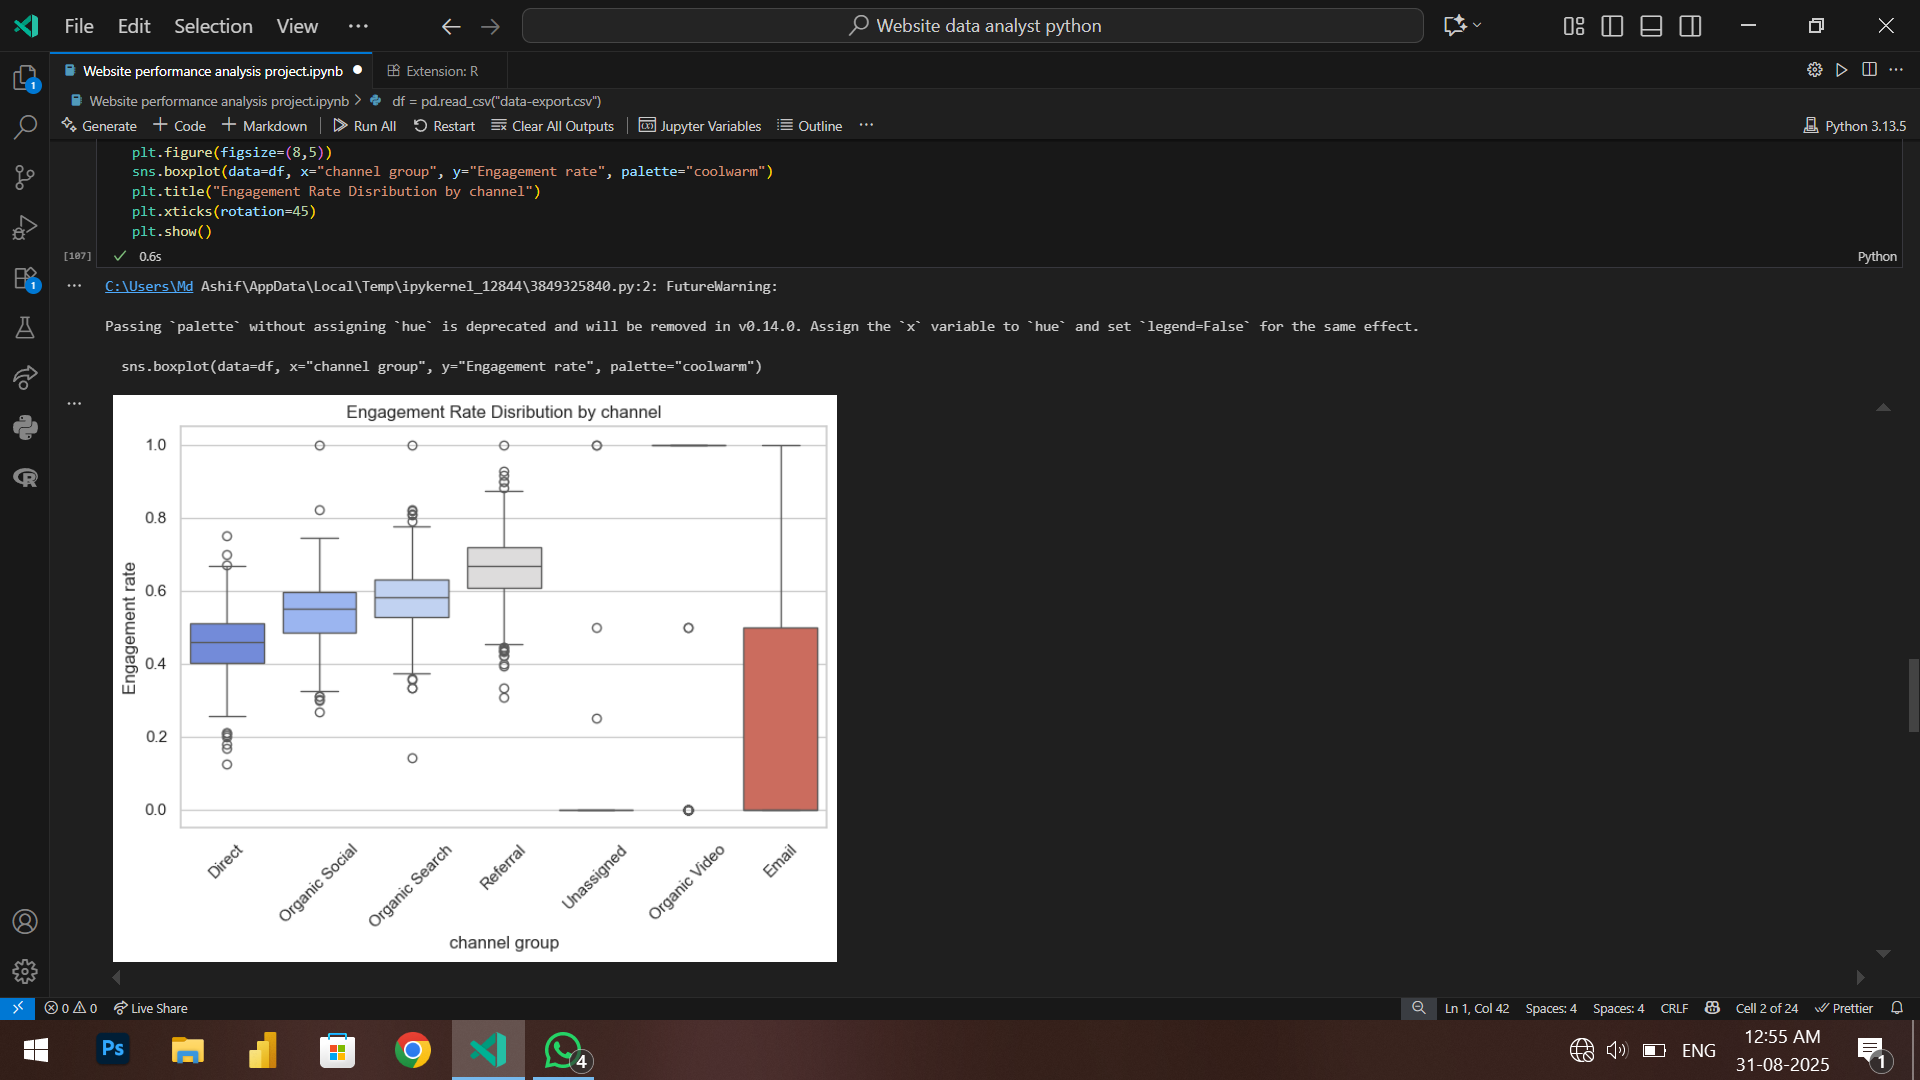 File Edit Selection View ···
Website data analyst python
Website performance analysis project.ipynb
Extension: R
Website performance analysis project.ipynb > df = pd.read_csv("data-export.csv")
Generate + Code + Markdown | Run All Restart Clear All Outputs | Jupyter Variables Outline ···
Python 3.13.5
plt.figure(figsize=(8,5))
sns.boxplot(data=df, x="channel group", y="Engagement rate", palette="coolwarm")
plt.title("Engagement Rate Disribution by channel")
plt.xticks(rotation=45)
plt.show()
[107]
0.6s
Python
C:\Users\Md Ashif\AppData\Local\Temp\ipykernel_12844\3849325840.py:2: FutureWarning:
Passing `palette` without assigning `hue` is deprecated and will be removed in v0.14.0. Assign the `x` variable to `hue` and set `legend=False` for the same effect.
sns.boxplot(data=df, x="channel group", y="Engagement rate", palette="coolwarm")
Engagement Rate Disribution by channel
1.0
0.8
0.6
0.4
0.2
0.0
Engagement rate
Direct
Organic Social
Organic Search
Referral
Unassigned
Organic Video
Email
channel group
1
1
0 0 Live Share
Ln 1, Col 42 Spaces: 4 Spaces: 4 CRLF Cell 2 of 24 Prettier
Ps
4
ENG
12:55 AM
31-08-2025
1